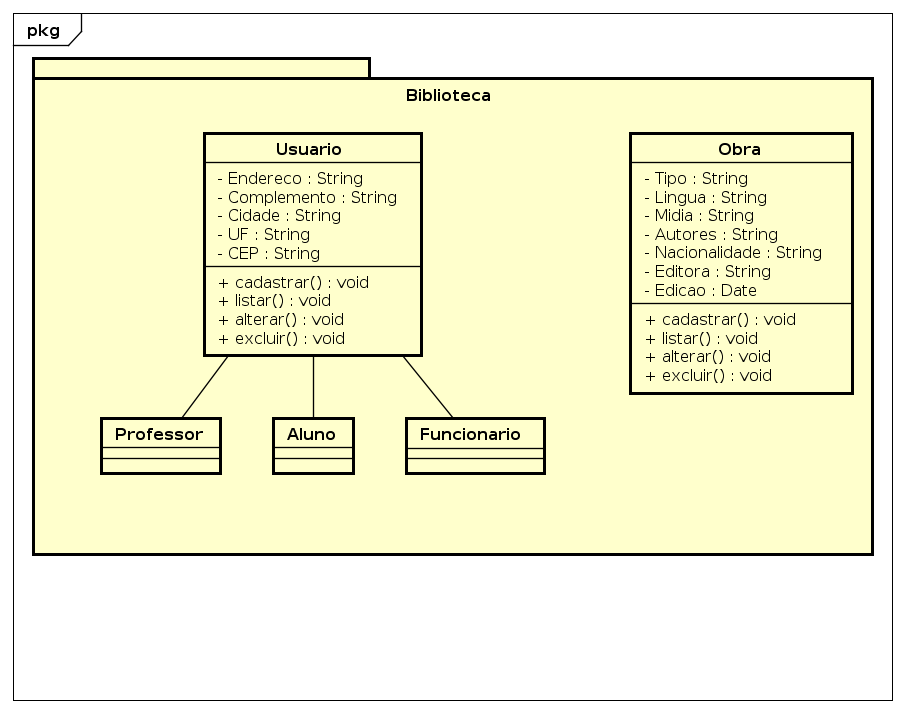 pkg
Biblioteca
Usuario
- Endereco : String
- Complemento : String
- Cidade : String
- UF : String
- CEP : String
+ cadastrar() : void
+ listar() : void
+ alterar() : void
+ excluir() : void
Obra
- Tipo : String
- Lingua : String
- Midia : String
- Autores : String
- Nacionalidade : String
- Editora : String
- Edicao : Date
+ cadastrar() : void
+ listar() : void
+ alterar() : void
+ excluir() : void
Professor
Aluno
Funcionario